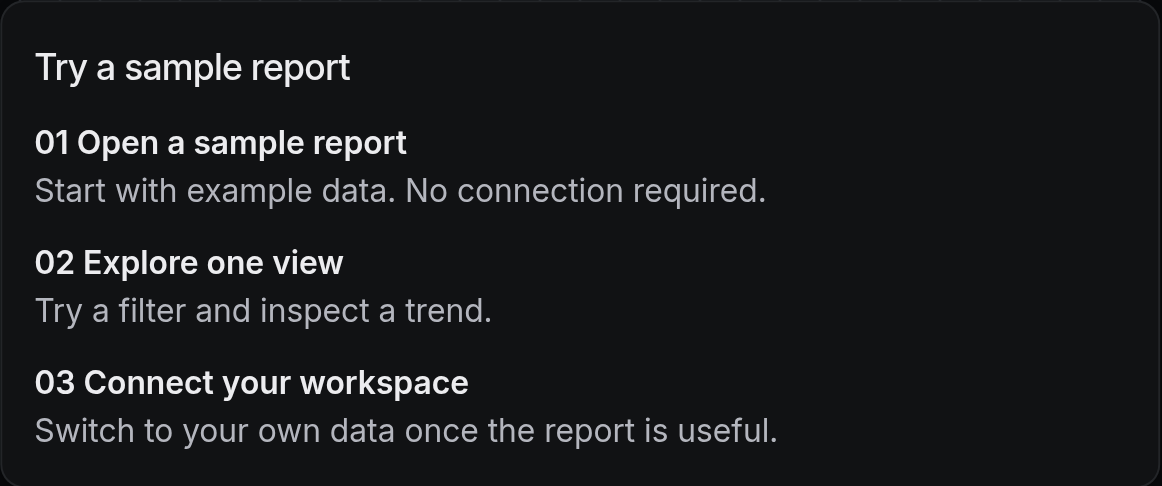 Try a sample report
01 Open a sample report
Start with example data. No connection required.
02 Explore one view
Try a filter and inspect a trend.
03 Connect your workspace
Switch to your own data once the report is useful.